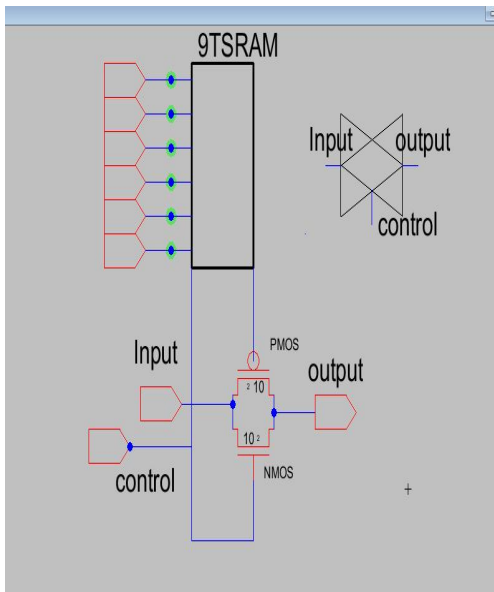 9TSRAM
Input output
control
PMOS
Input
2 10
output
10 2
NMOS
control